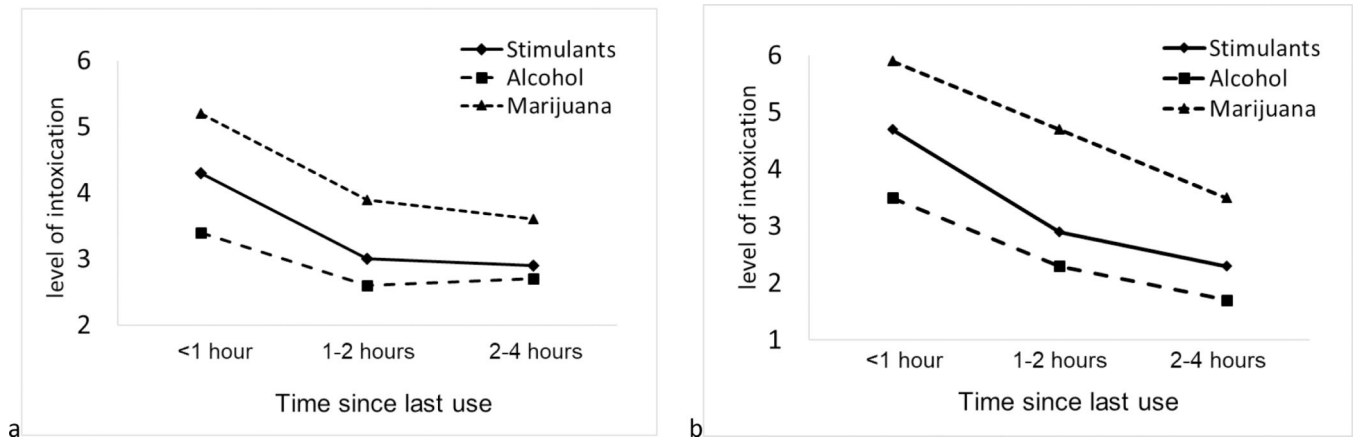 6
5
4
3
2
level of intoxication
Stimulants
Alcohol
Marijuana
<1 hour
1-2 hours
2-4 hours
Time since last use
a
6
5
4
3
2
1
level of intoxication
Stimulants
Alcohol
Marijuana
<1 hour
1-2 hours
2-4 hours
Time since last use
b